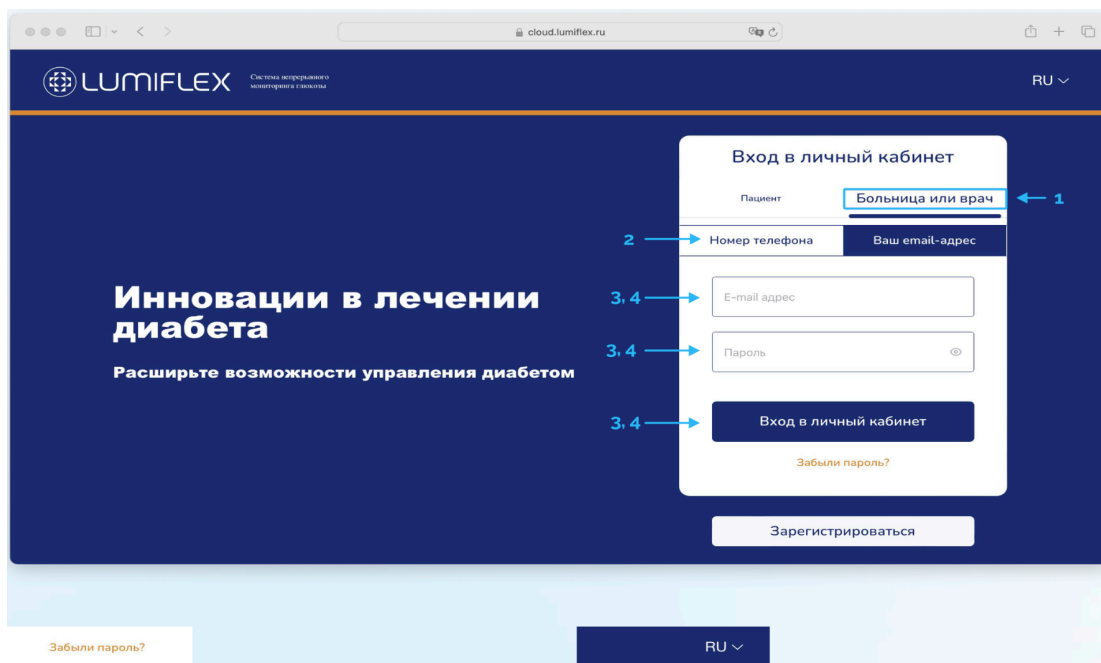 cloud.lumiflex.ru
LUMIFLEX
Система непрерывного
мониторинга глюкозы
RU
Вход в личный кабинет
Пациент
Больница или врач
1
2
Номер телефона
Ваш email-адрес
Инновации в лечении
диабета
Расширьте возможности управления диабетом
3, 4
E-mail адрес
3, 4
Пароль
3, 4
Вход в личный кабинет
Забыли пароль?
Зарегистрироваться
Забыли пароль?
RU